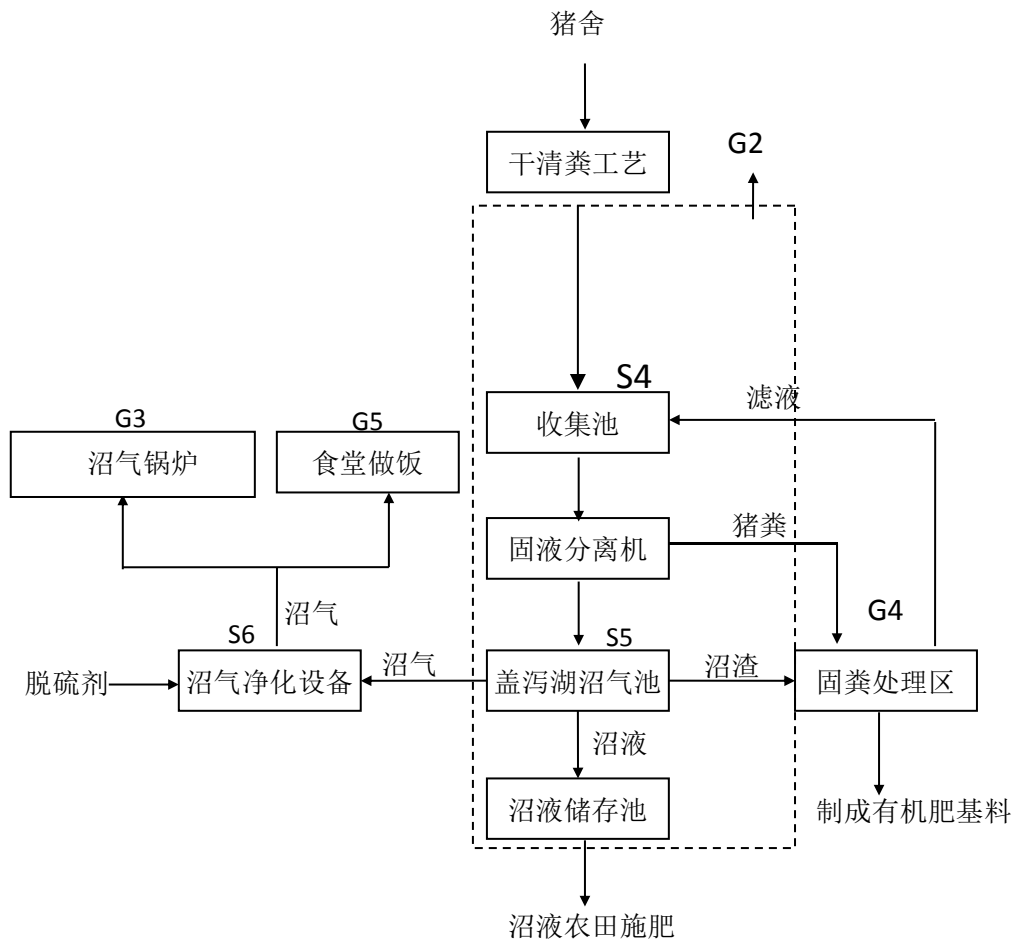 猪舍
干清粪工艺
G2
S4
收集池
滤液
G3
沼气锅炉
G5
食堂做饭
固液分离机
猪粪
G4
沼气
S6
S5
脱硫剂
沼气净化设备
沼气
盖泻湖沼气池
沼渣
固粪处理区
沼液
沼液储存池
制成有机肥基料
沼液农田施肥